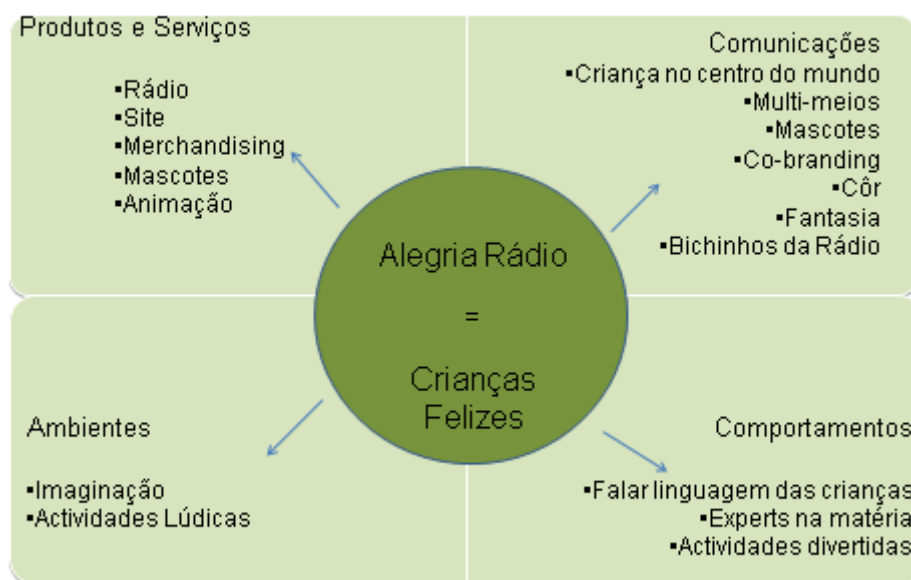 Produtos e Serviços
▪Rádio
▪Site
▪Merchandising
▪Mascotes
▪Animação
Comunicações
▪Criança no centro do mundo
▪Multi-meios
▪Mascotes
▪Co-branding
▪Côr
▪Fantasia
▪Bichinhos da Rádio
Alegria Rádio
=
Crianças
Felizes
Ambientes
▪Imaginação
▪Actividades Lúdicas
Comportamentos
▪Falar linguagem das crianças
▪Experts na matéria
▪Actividades divertidas